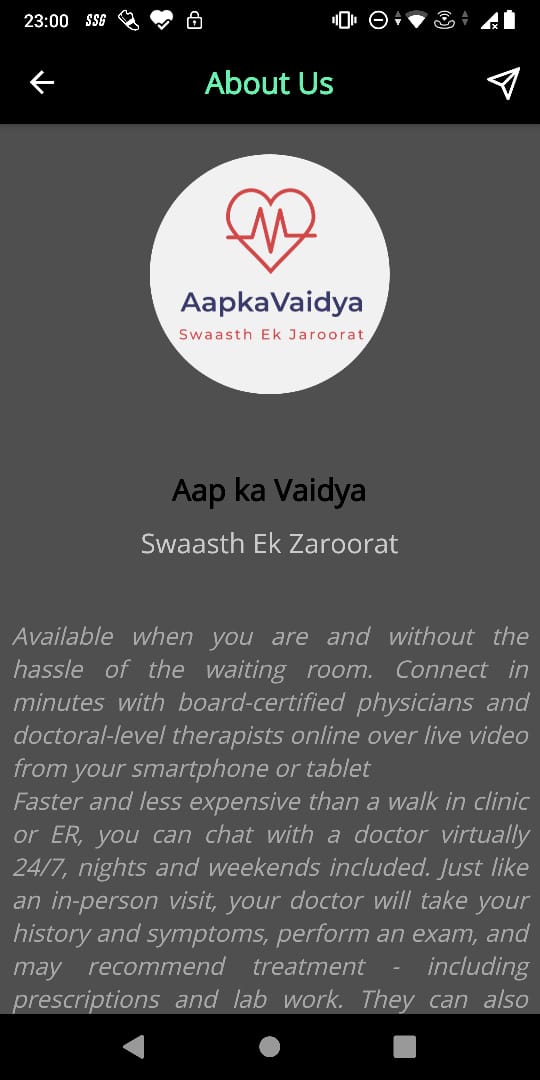 23:00 SSG
About Us
AapkaVaidya
Swaasth Ek Jaroorat
Aap ka Vaidya
Swaasth Ek Zaroorat
Available when you are and without the
hassle of the waiting room. Connect in
minutes with board-certified physicians and
doctoral-level therapists online over live video
from your smartphone or tablet
Faster and less expensive than a walk in clinic
or ER, you can chat with a doctor virtually
24/7, nights and weekends included. Just like
an in-person visit, your doctor will take your
history and symptoms, perform an exam, and
may recommend treatment - including
prescriptions and lab work. They can also